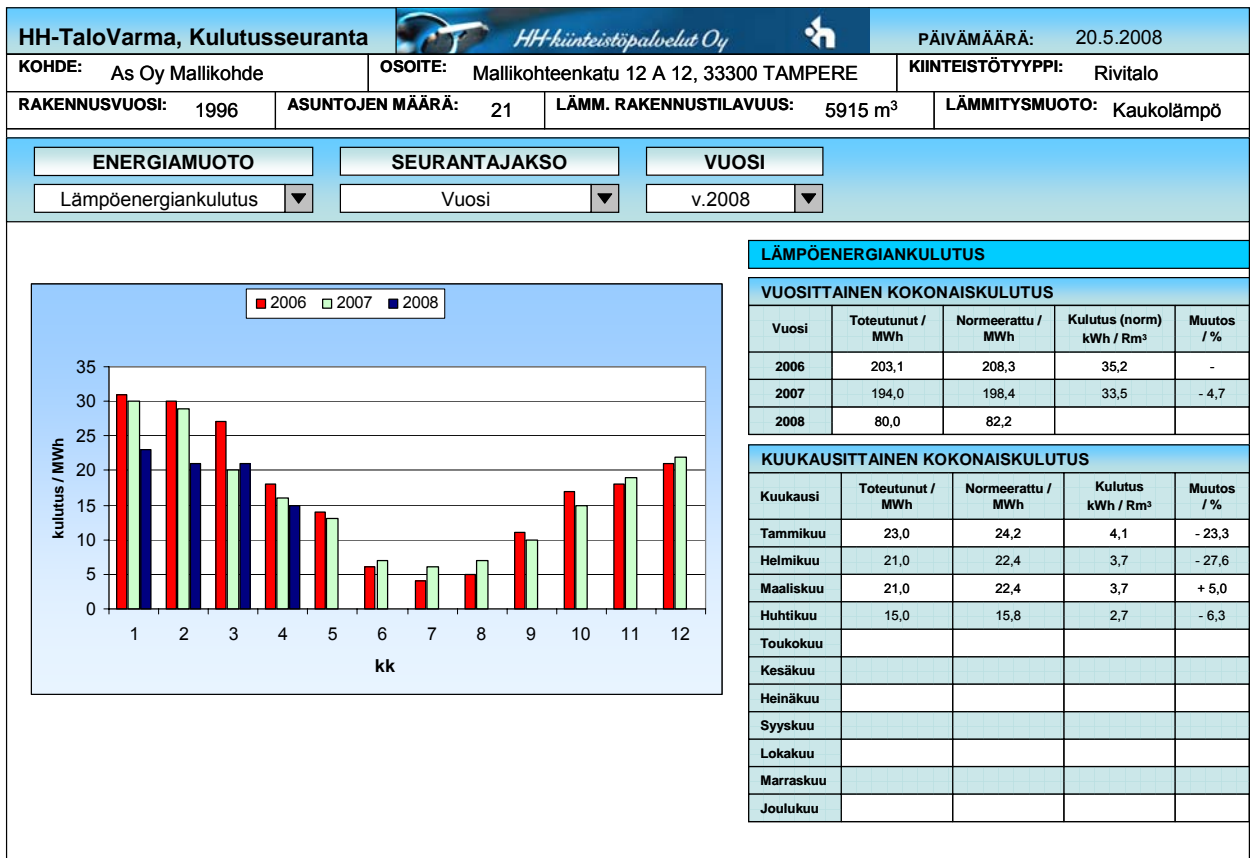 HH-TaloVarma, Kulutusseuranta
HH-kiinteistöpalvelut Oy
PÄIVÄMÄÄRÄ: 20.5.2008
KOHDE: As Oy Mallikohde
OSOITE: Mallikohteenkatu 12 A 12, 33300 TAMPERE
KIINTEISTÖTYYPPI: Rivitalo
RAKENNUSVUOSI: 1996
ASUNTOJEN MÄÄRÄ: 21
LÄMM. RAKENNUSTILAVUUS: 5915 m³
LÄMMITYSMUOTO: Kaukolämpö
ENERGIAMUOTO SEURANTAJAKSO VUOSI
Lämpöenergiankulutus Vuosi v.2008
2006 2007 2008
kulutus / MWh
35
30
25
20
15
10
5
0
1 2 3 4 5 6 7 8 9 10 11 12
kk
LÄMPÖENERGIANKULUTUS
VUOSITTAINEN KOKONAISKULUTUS
Vuosi Toteutunut / MWh Normeerattu / MWh Kulutus (norm) kWh / Rm³ Muutos / %
2006 203,1 208,3 35,2 -
2007 194,0 198,4 33,5 - 4,7
2008 80,0 82,2
KUUKAUSITTAINEN KOKONAISKULUTUS
Kuukausi Toteutunut / MWh Normeerattu / MWh Kulutus kWh / Rm³ Muutos / %
Tammikuu 23,0 24,2 4,1 - 23,3
Helmikuu 21,0 22,4 3,7 - 27,6
Maaliskuu 21,0 22,4 3,7 + 5,0
Huhtikuu 15,0 15,8 2,7 - 6,3
Toukokuu
Kesäkuu
Heinäkuu
Syyskuu
Lokakuu
Marraskuu
Joulukuu